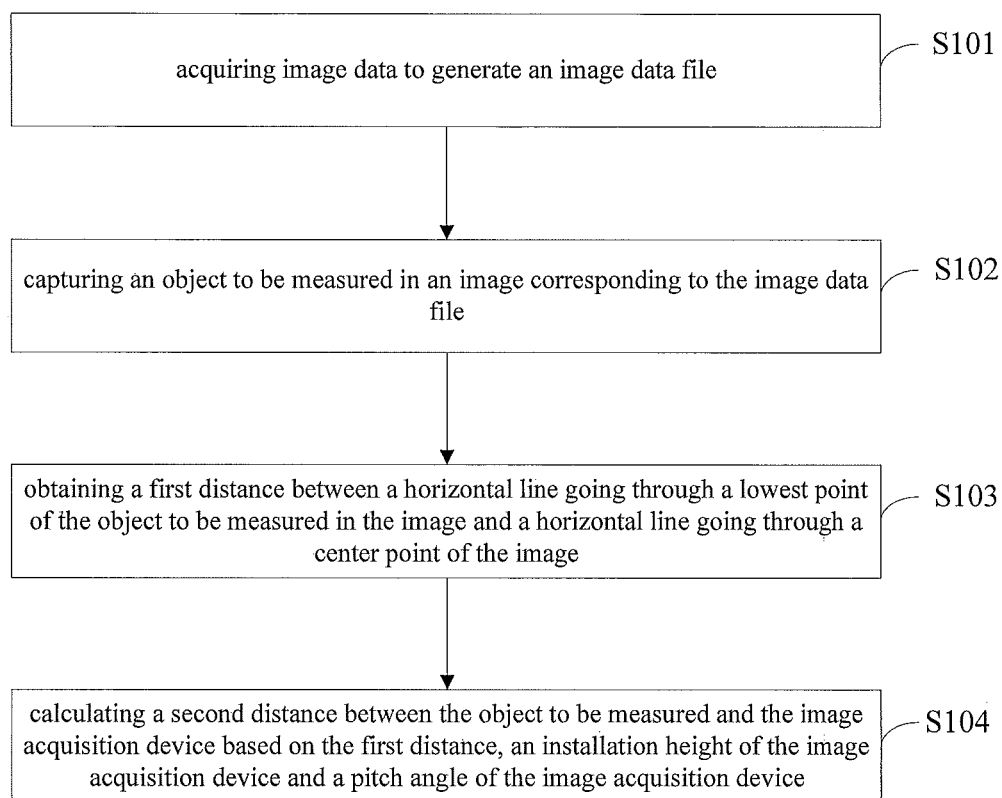 acquiring image data to generate an image data file
S101
capturing an object to be measured in an image corresponding to the image data
file
S102
obtaining a first distance between a horizontal line going through a lowest point
of the object to be measured in the image and a horizontal line going through a
center point of the image
S103
calculating a second distance between the object to be measured and the image
acquisition device based on the first distance, an installation height of the image
acquisition device and a pitch angle of the image acquisition device
S104